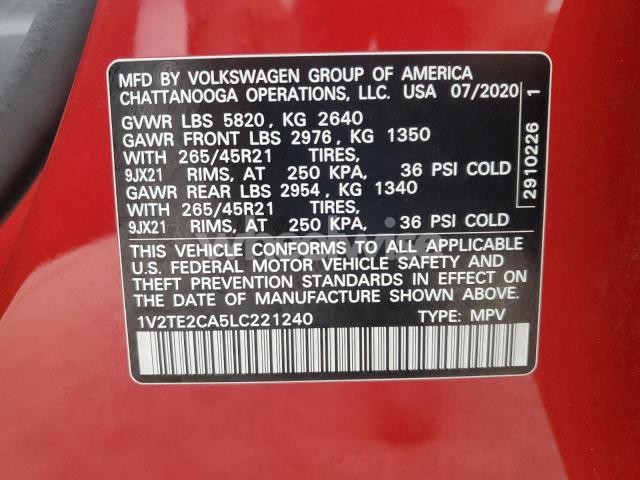 MFD BY VOLKSWAGEN GROUP OF AMERICA
CHATTANOOGA OPERATIONS, LLC. USA 07/2020
GVWR LBS 5820, KG 2640
GAWR FRONT LBS 2976, KG 1350
WITH 265/45R21 TIRES,
9JX21 RIMS, AT 250 KPA, 36 PSI COLD
GAWR REAR LBS 2954, KG 1340
WITH 265/45R21 TIRES,
9JX21 RIMS, AT 250 KPA, 36 PSI COLD
THIS VEHICLE CONFORMS TO ALL APPLICABLE
U.S. FEDERAL MOTOR VEHICLE SAFETY AND
THEFT PREVENTION STANDARDS IN EFFECT ON
THE DATE OF MANUFACTURE SHOWN ABOVE.
1V2TE2CA5LC221240 TYPE: MPV
2910226 1